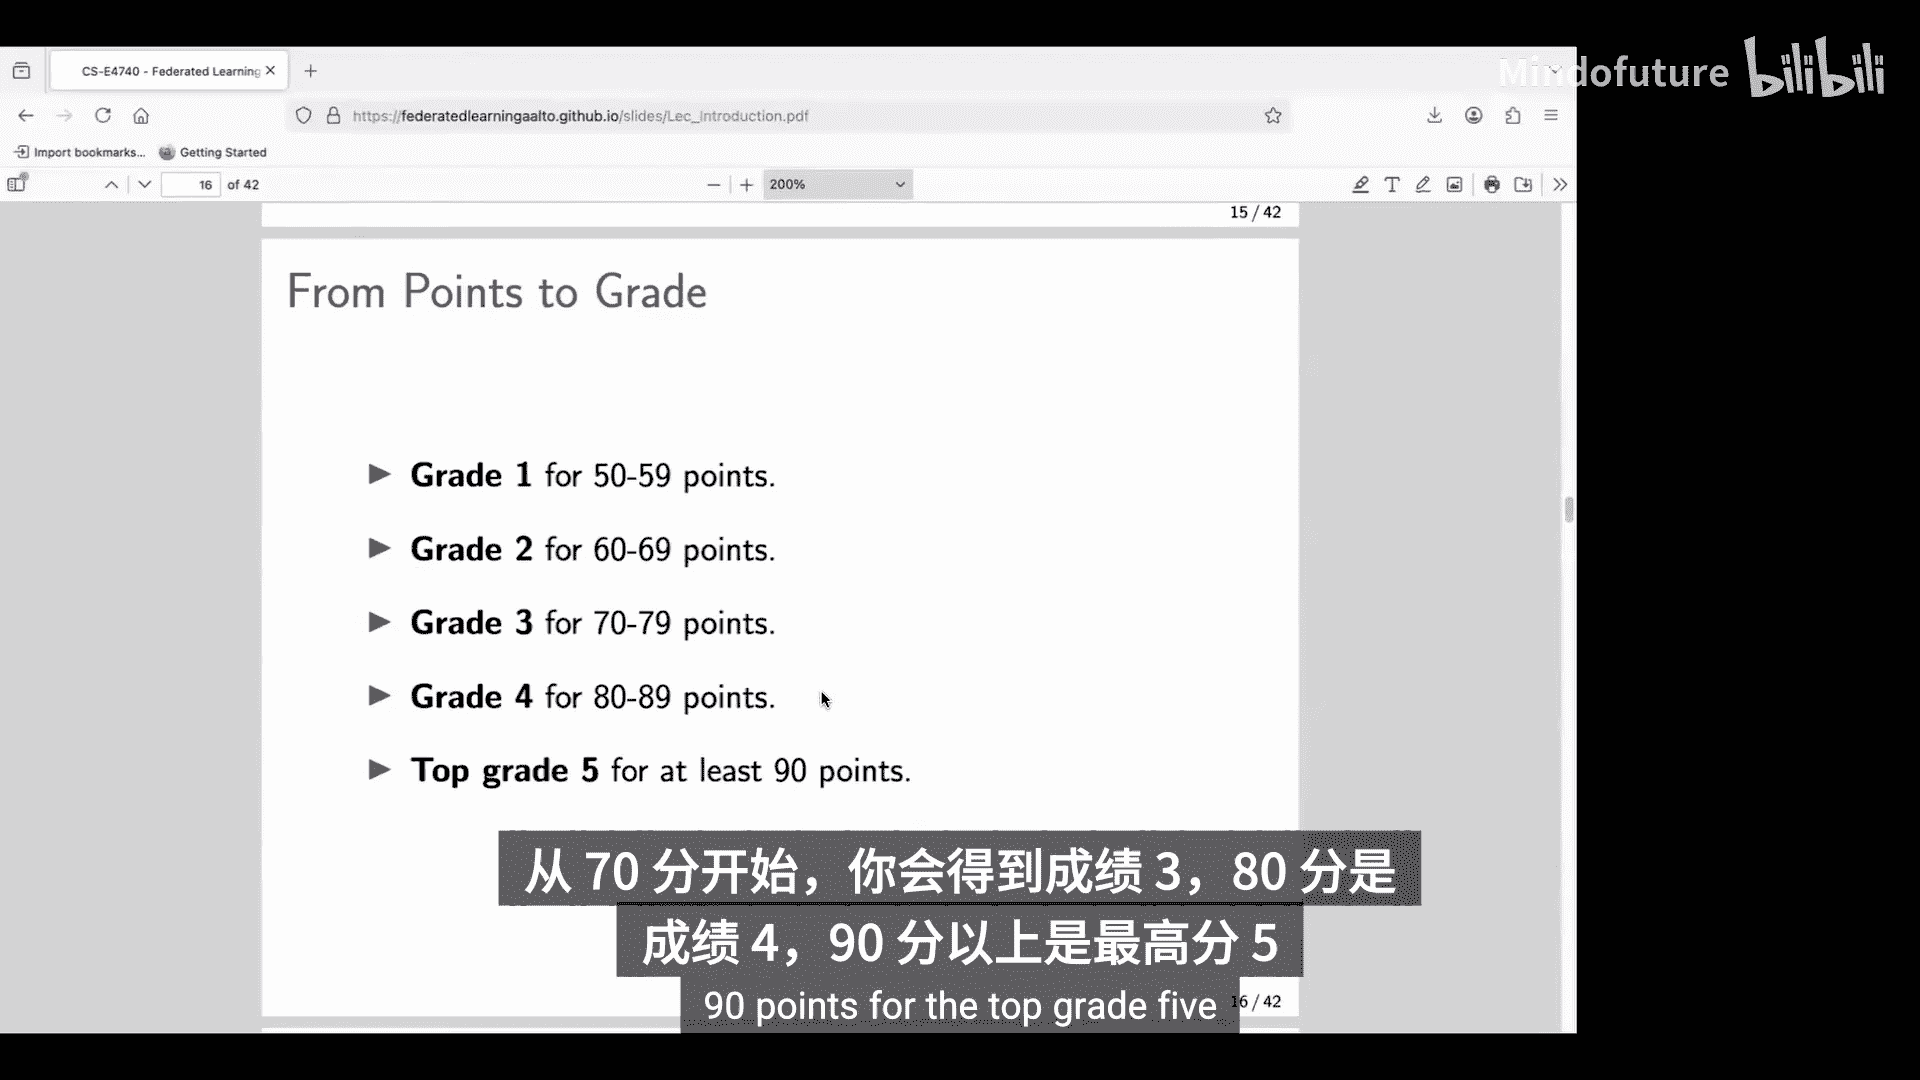 Mindofuture bilibili
CS-E4740 - Federated Learning
https://federatedlearningaalto.github.io/slides/Lec_Introduction.pdf
Import bookmarks... Getting Started
16 of 42
200%
15 / 42
From Points to Grade
Grade 1 for 50-59 points.
Grade 2 for 60-69 points.
Grade 3 for 70-79 points.
Grade 4 for 80-89 points.
Top grade 5 for at least 90 points.
从 70 分开始，你会得到成绩 3，80 分是
成绩 4，90 分以上是最高分 5
90 points for the top grade five
16 / 42